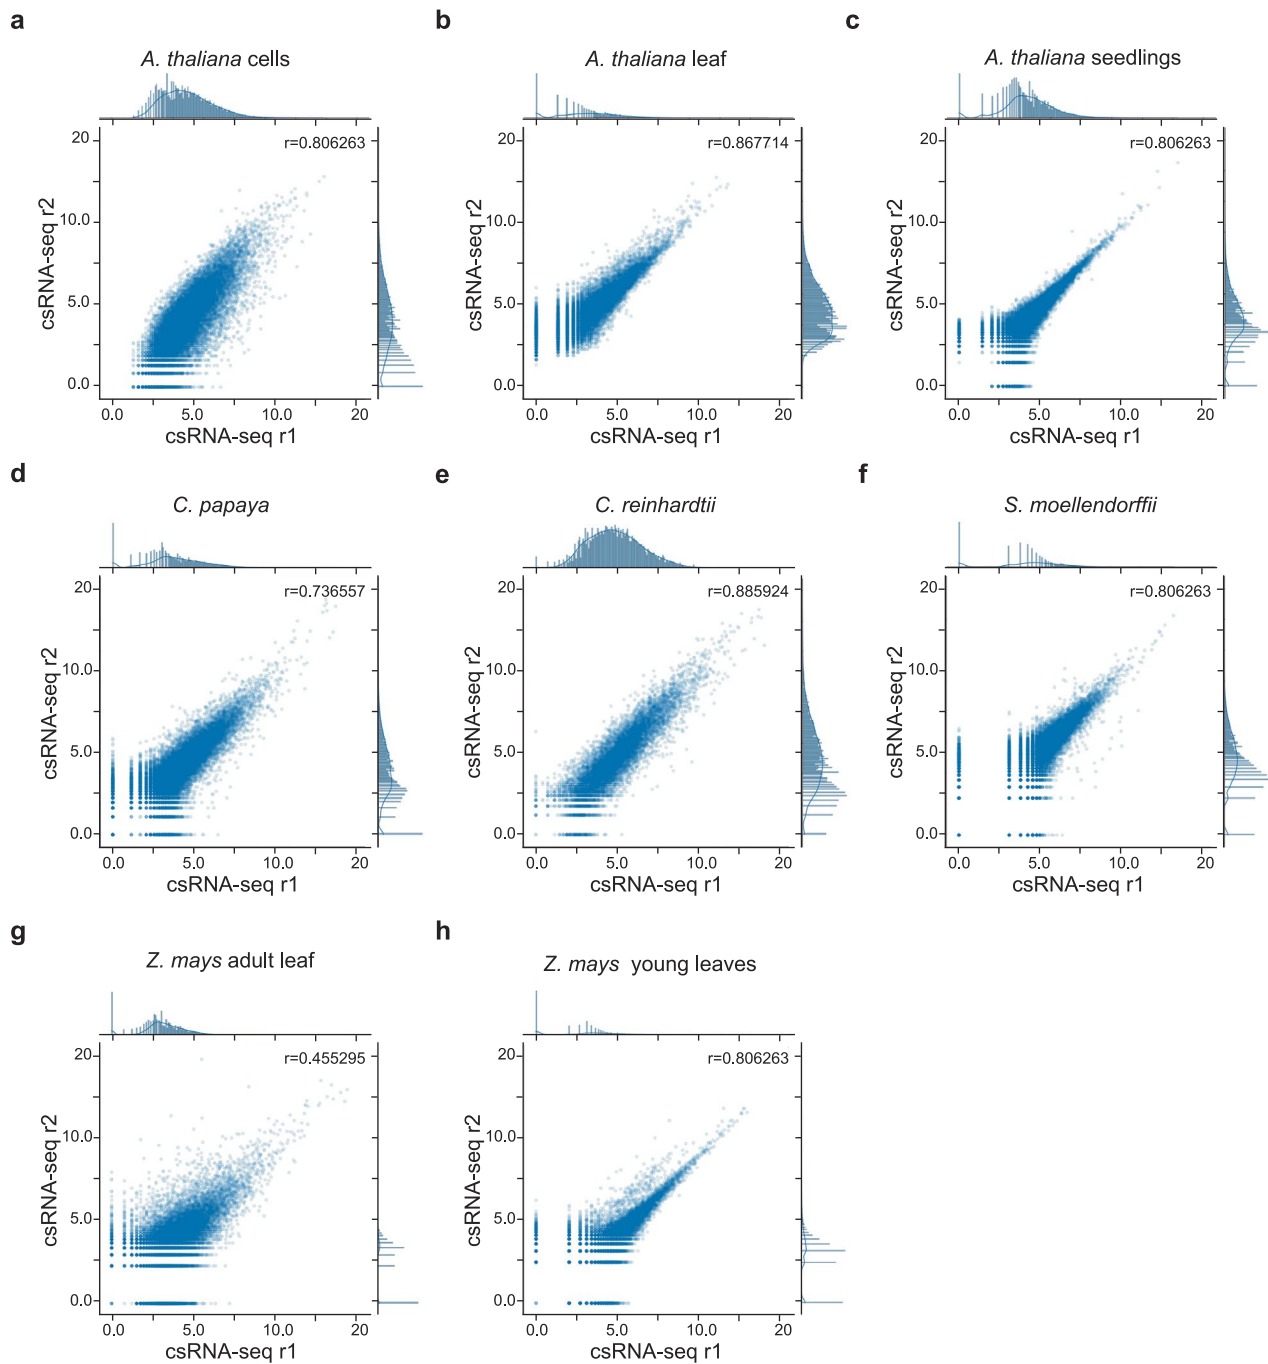 a
b
c
A. thaliana cells
A. thaliana leaf
A. thaliana seedlings
r=0.806263
20
10.0
5.0
0.0
csRNA-seq r2
0.0 5.0 10.0 20
csRNA-seq r1
r=0.867714
20
10.0
5.0
0.0
csRNA-seq r2
0.0 5.0 10.0 20
csRNA-seq r1
r=0.806263
20
10.0
5.0
0.0
csRNA-seq r2
0.0 5.0 10.0 20
csRNA-seq r1
d
e
f
C. papaya
C. reinhardtii
S. moellendorffii
r=0.736557
20
10.0
5.0
0.0
csRNA-seq r2
0.0 5.0 10.0 20
csRNA-seq r1
r=0.885924
20
10.0
5.0
0.0
csRNA-seq r2
0.0 5.0 10.0 20
csRNA-seq r1
r=0.806263
20
10.0
5.0
0.0
csRNA-seq r2
0.0 5.0 10.0 20
csRNA-seq r1
g
h
Z. mays adult leaf
Z. mays young leaves
r=0.455295
20
10.0
5.0
0.0
csRNA-seq r2
0.0 5.0 10.0 20
csRNA-seq r1
r=0.806263
20
10.0
5.0
0.0
csRNA-seq r2
0.0 5.0 10.0 20
csRNA-seq r1